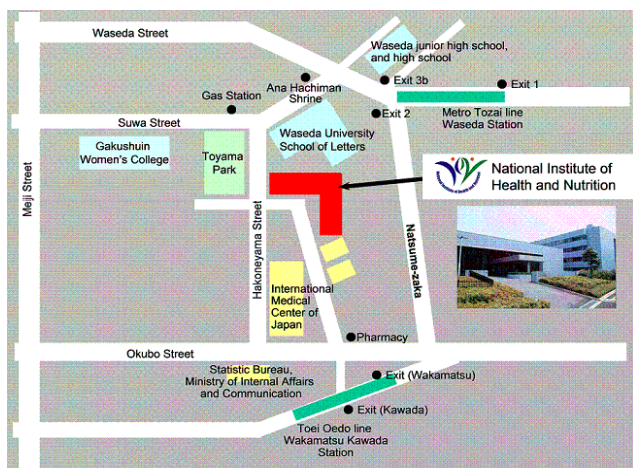 Waseda Street
Waseda junior high school,
and high school
Exit 3b
Exit 1
Ana Hachiman
Shrine
Gas Station
Exit 2
Metro Tozai line
Waseda Station
Suwa Street
Waseda University
School of Letters
Gakushuin
Women's College
Toyama
Park
National Institute of
Health and Nutrition
Meiji Street
Hakoneyama Street
Natsume-zaka
International
Medical
Center of
Japan
Pharmacy
Okubo Street
Statistic Bureau,
Ministry of Internal Affairs
and Communication
Exit (Wakamatsu)
Exit (Kawada)
Toei Oedo line
Wakamatsu Kawada
Station